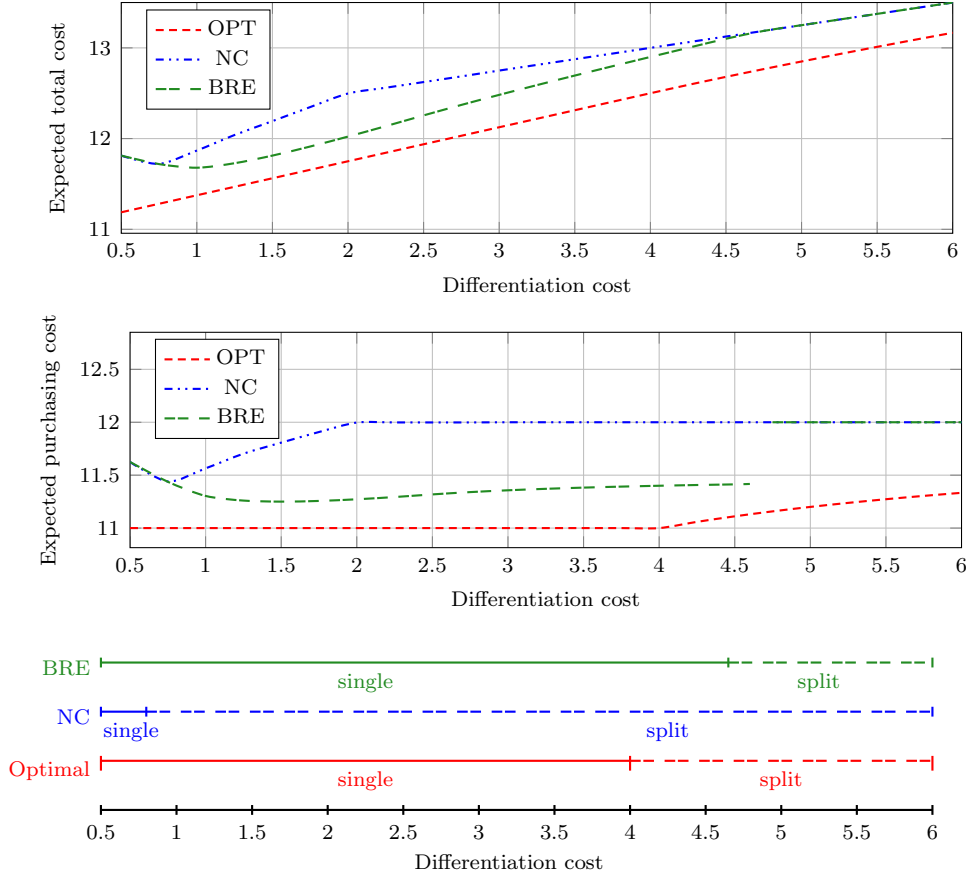 Expected total cost
13
12
11
OPT
NC
BRE
0.5 1 1.5 2 2.5 3 3.5 4 4.5 5 5.5 6
Differentiation cost
Expected purchasing cost
12.5
12
11.5
11
OPT
NC
BRE
0.5 1 1.5 2 2.5 3 3.5 4 4.5 5 5.5 6
Differentiation cost
BRE
single split
NC
single split
Optimal
single split
0.5 1 1.5 2 2.5 3 3.5 4 4.5 5 5.5 6
Differentiation cost